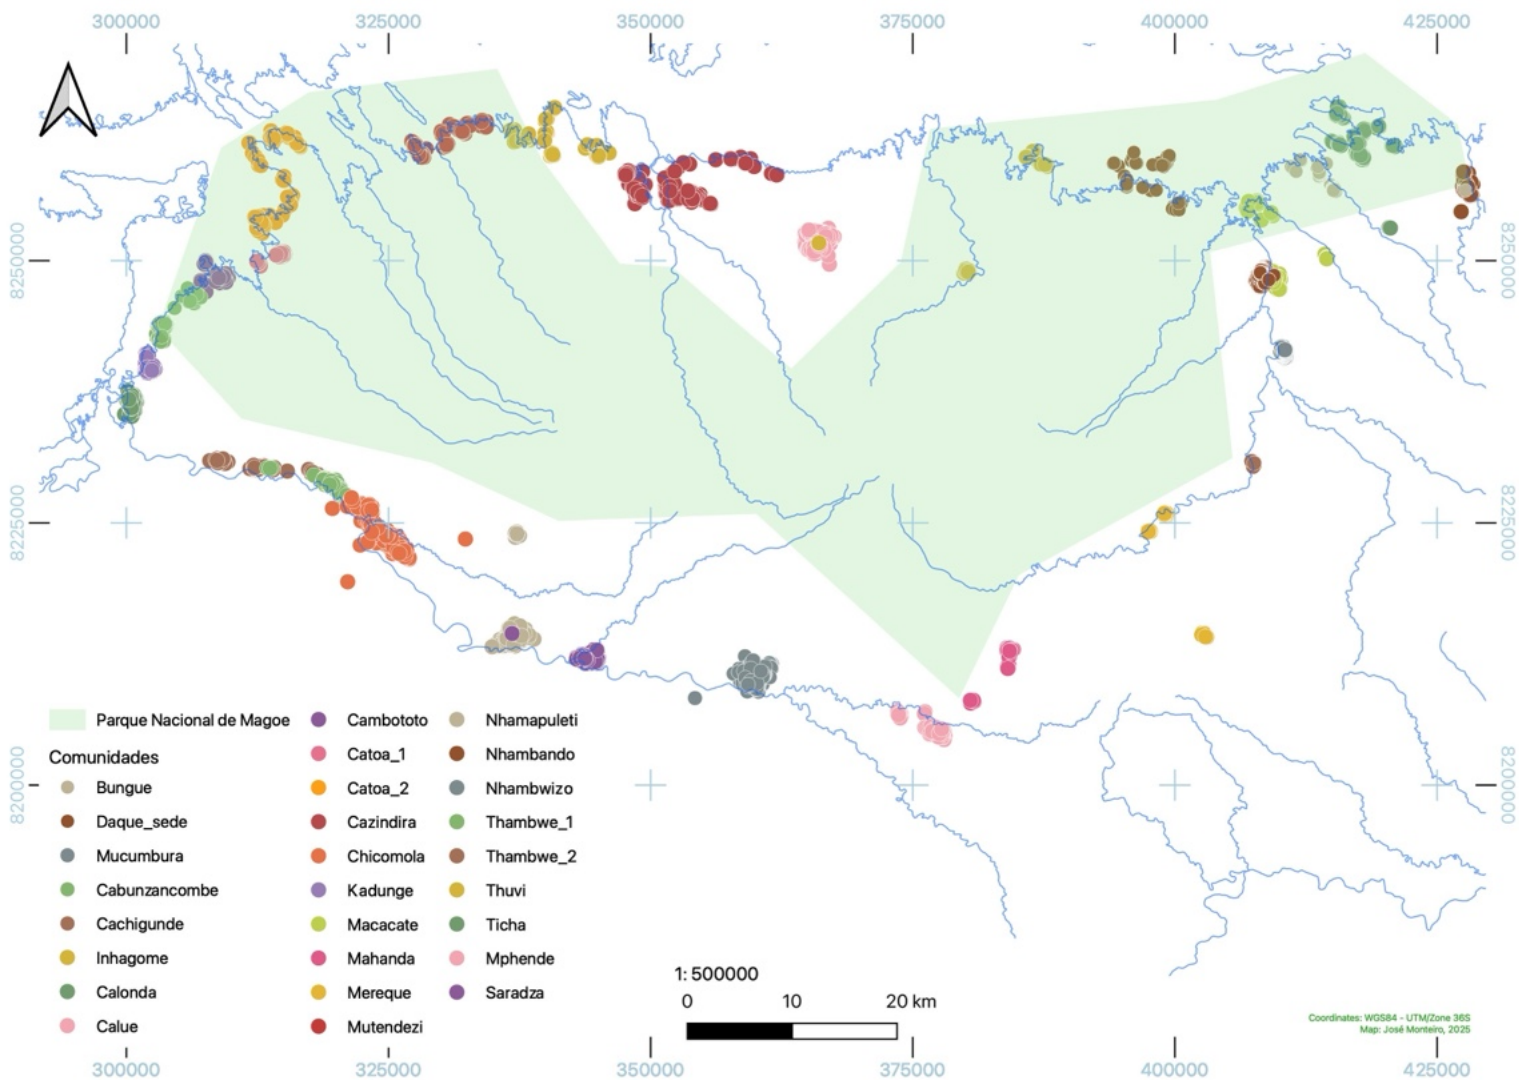 300000 325000 350000 375000 400000 425000
8250000 8250000
8225000 8225000
8200000 8200000
Parque Nacional de Magoe
Comunidades
Bungue
Daque_sede
Mucumbura
Cabunzancombe
Cachigunde
Inhagome
Calonda
Calue
Cambototo
Catoa_1
Catoa_2
Cazindira
Chicomola
Kadunge
Macacate
Mahanda
Mereque
Mutendezi
Nhamapuleti
Nhambando
Nhambwizo
Thambwe_1
Thambwe_2
Thuvi
Ticha
Mphende
Saradza
1: 500000
0 10 20 km
Coordinates: WGS84 - UTM/Zone 36S
Map: José Monteiro, 2025
300000 325000 350000 375000 400000 425000